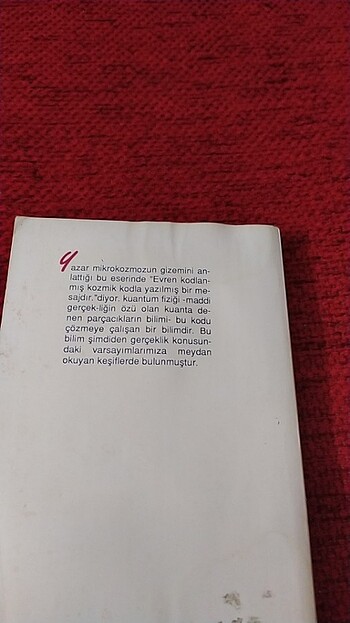 Yazar mikrokozmozun gizemini an-
lattığı bu eserinde "Evren kodlan-
mış kozmik kodla yazılmış bir me-
sajdır."diyor. kuantum fiziği -maddi
gerçek-liğin özü olan kuanta de-
nen parçacıkların bilimi- bu kodu
çözmeye çalışan bir bilimdir. Bu
bilim şimdiden gerçeklik konusun-
daki varsayımlarımıza meydan
okuyan keşiflerde bulunmuştur.